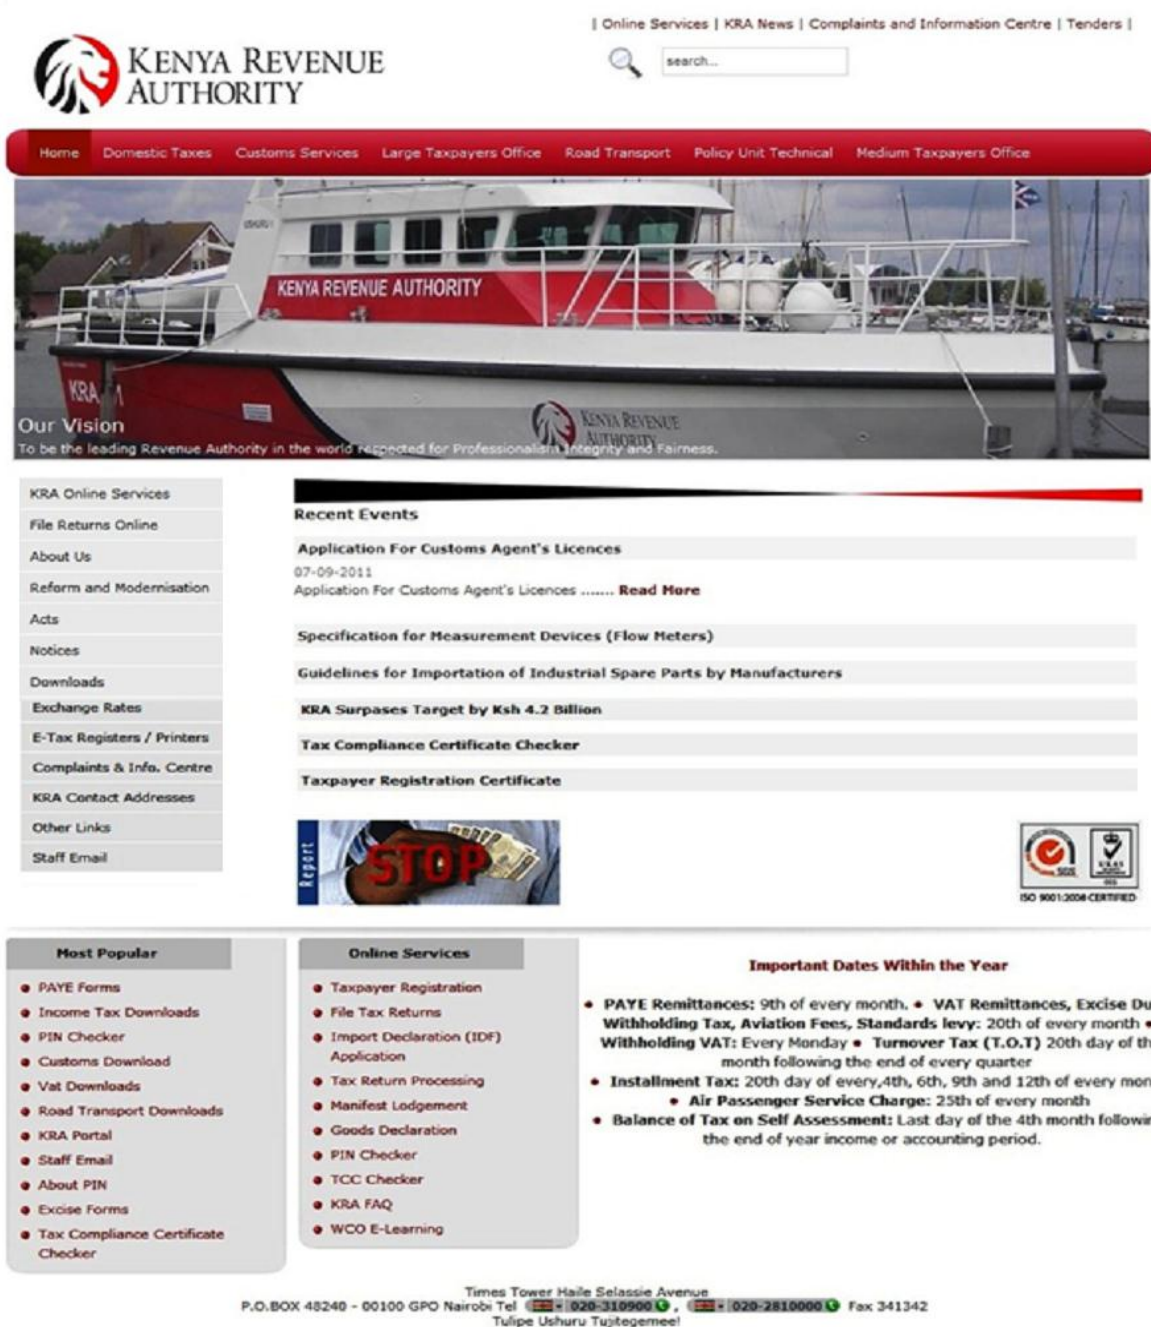 | Online Services | KRA News | Complaints and Information Centre | Tenders |
KENYA REVENUE
AUTHORITY
search...
Home Domestic Taxes Customs Services Large Taxpayers Office Road Transport Policy Unit Technical Medium Taxpayers Office
KENYA REVENUE AUTHORITY
KRA
KENYA REVENUE
AUTHORITY
Our Vision
To be the leading Revenue Authority in the world respected for Professionalism Integrity and Fairness.
KRA Online Services
File Returns Online
About Us
Reform and Modernisation
Acts
Notices
Downloads
Exchange Rates
E-Tax Registers / Printers
Complaints & Info. Centre
KRA Contact Addresses
Other Links
Staff Email
Recent Events
Application For Customs Agent's Licences
07-09-2011
Application For Customs Agent's Licences ....... Read More
Specification for Measurement Devices (Flow Meters)
Guidelines for Importation of Industrial Spare Parts by Manufacturers
KRA Surpases Target by Ksh 4.2 Billion
Tax Compliance Certificate Checker
Taxpayer Registration Certificate
Report
STOP
UKAS
ISO 9001:2008 CERTIFIED
Most Popular
PAYE Forms
Income Tax Downloads
PIN Checker
Customs Download
Vat Downloads
Road Transport Downloads
KRA Portal
Staff Email
About PIN
Excise Forms
Tax Compliance Certificate
Checker
Online Services
Taxpayer Registration
File Tax Returns
Import Declaration (IDF)
Application
Tax Return Processing
Manifest Lodgement
Goods Declaration
PIN Checker
TCC Checker
KRA FAQ
WCO E-Learning
Important Dates Within the Year
• PAYE Remittances: 9th of every month. • VAT Remittances, Excise Du
Withholding Tax, Aviation Fees, Standards levy: 20th of every month •
Withholding VAT: Every Monday • Turnover Tax (T.O.T) 20th day of th
month following the end of every quarter
• Installment Tax: 20th day of every,4th, 6th, 9th and 12th of every mon
• Air Passenger Service Charge: 25th of every month
• Balance of Tax on Self Assessment: Last day of the 4th month followin
the end of year income or accounting period.
Times Tower Haile Selassie Avenue
P.O.BOX 48240 - 00100 GPO Nairobi Tel 020-310900 , 020-2810000 Fax 341342
Tulipe Ushuru Tujitegemee!